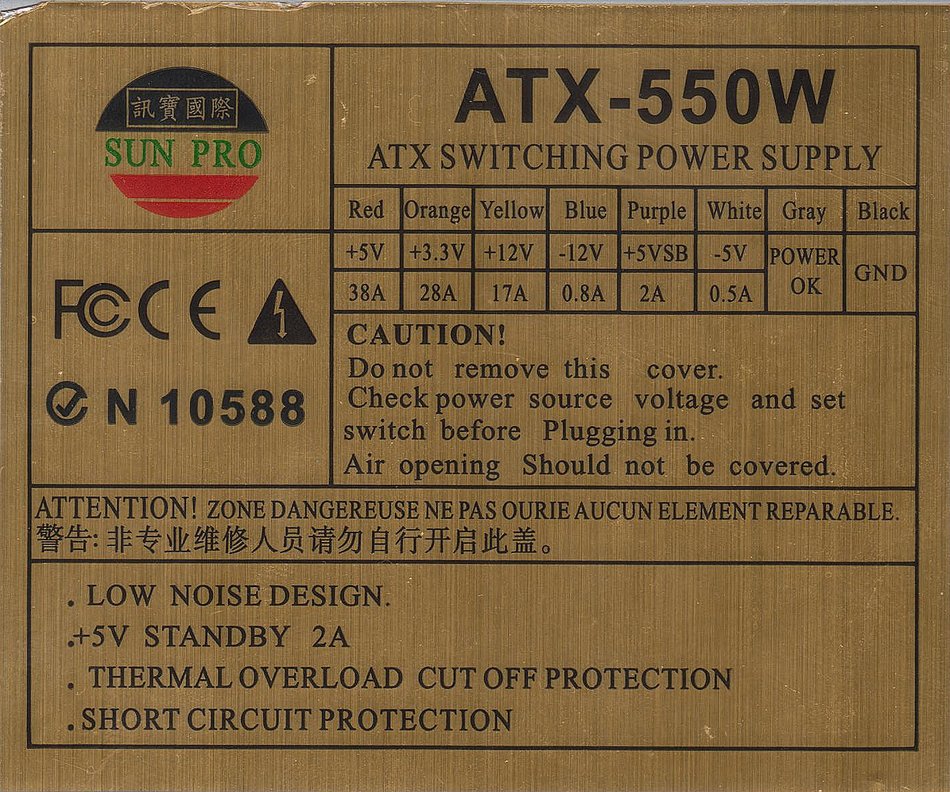 訊寶國際
SUN PRO
ATX-550W
ATX SWITCHING POWER SUPPLY
Red Orange Yellow Blue Purple White Gray Black
+5V +3.3V +12V -12V +5VSB -5V POWER OK GND
38A 28A 17A 0.8A 2A 0.5A
FC CE
N 10588
CAUTION!
Do not remove this cover.
Check power source voltage and set
switch before Plugging in.
Air opening Should not be covered.
ATTENTION! ZONE DANGEREUSE NE PAS OURIE AUCUN ELEMENT REPARABLE.
警告: 非专业维修人员请勿自行开启此盖。
. LOW NOISE DESIGN.
.+5V STANDBY 2A
. THERMAL OVERLOAD CUT OFF PROTECTION
. SHORT CIRCUIT PROTECTION